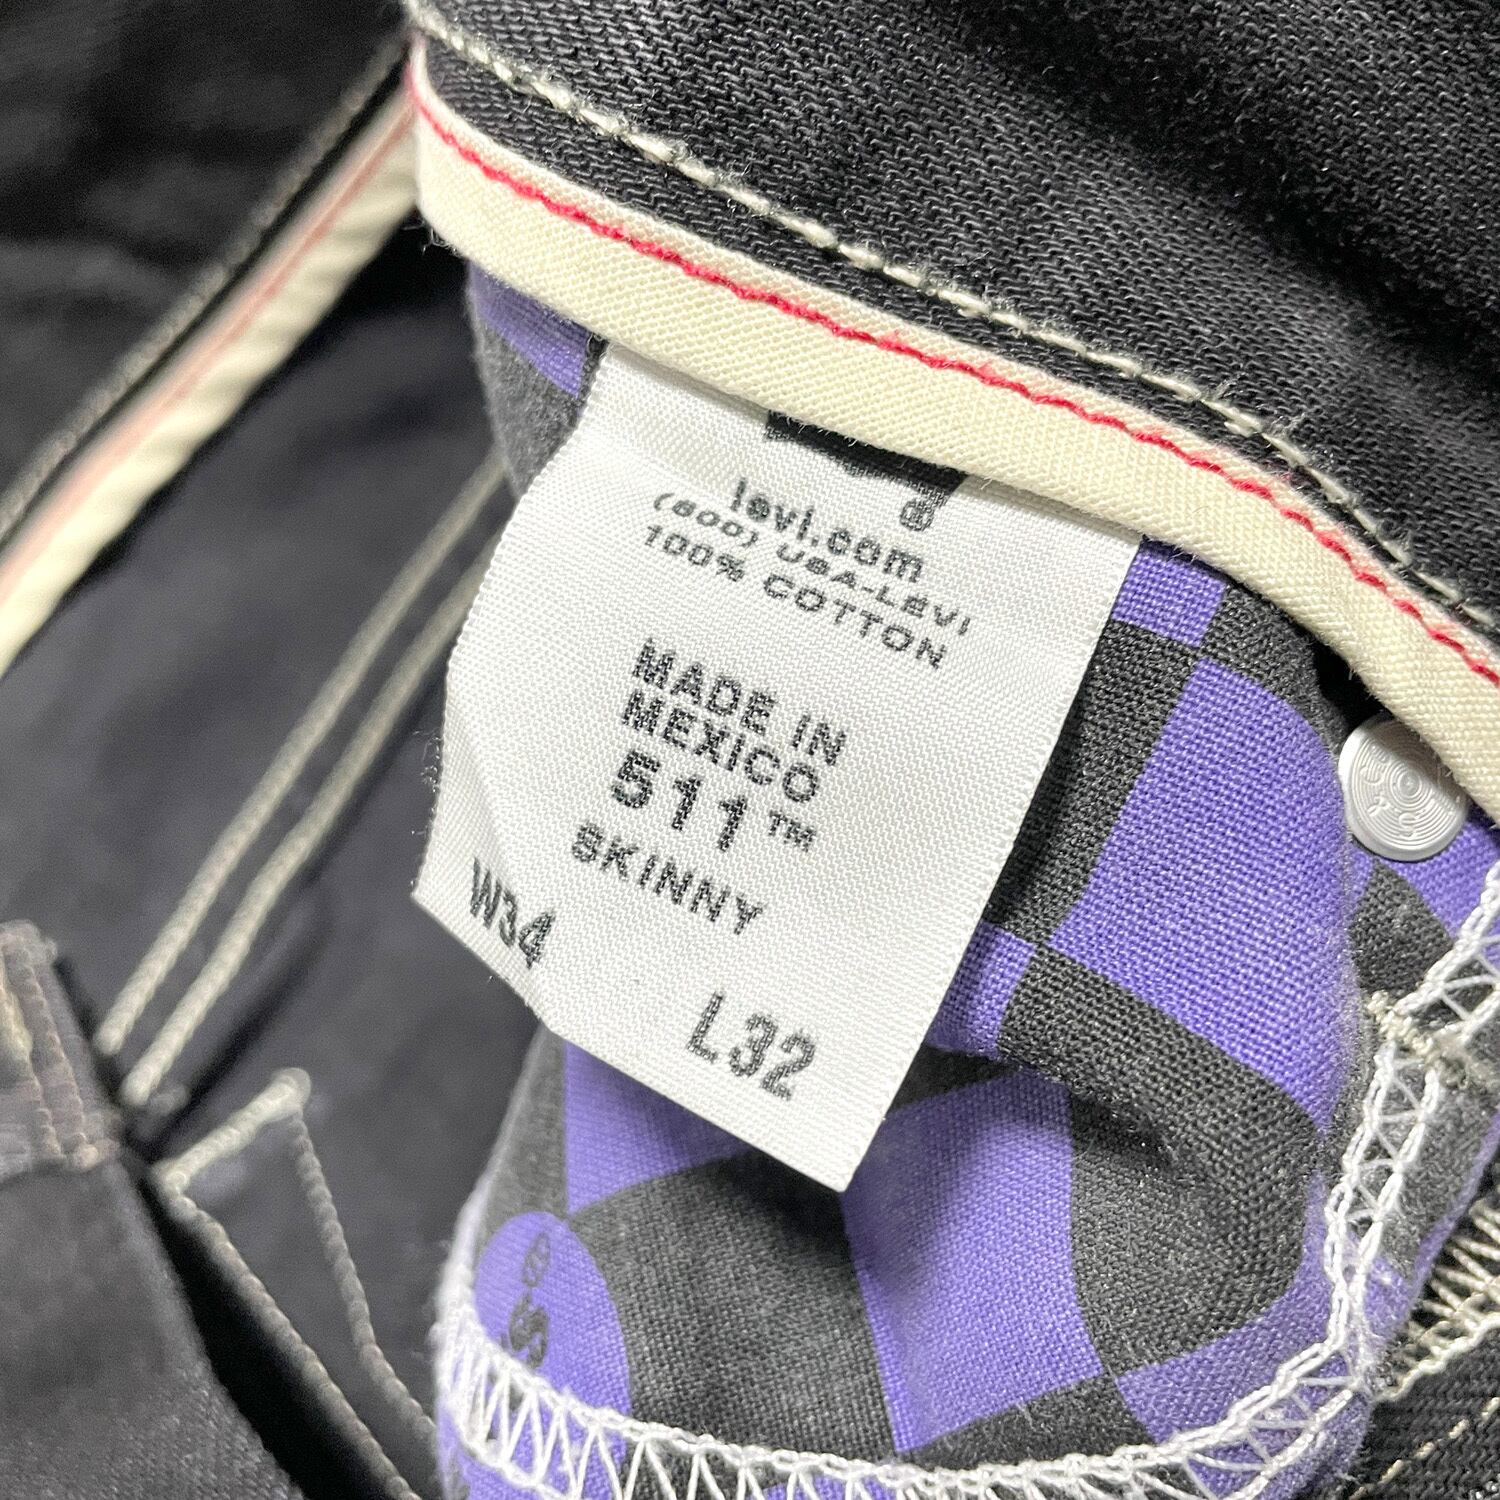 ®
levi.com
(800) USA-LEVI
100% COTTON
MADE IN
MEXICO
511™
SKINNY
W34
L32